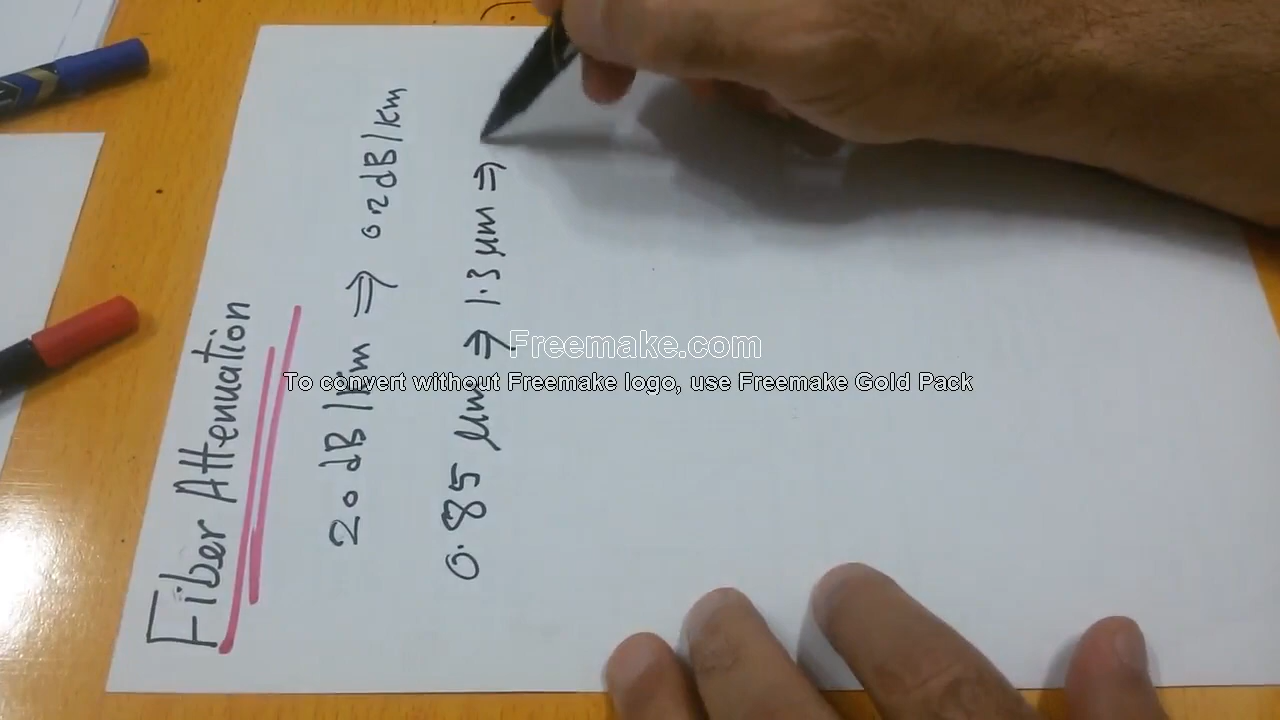 Fiber Attenuation
20 dB/km ⇒ 0.2 dB/km
0.85 μm ⇒ 1.3 μm ⇒
Freemake.com
To convert without Freemake logo, use Freemake Gold Pack